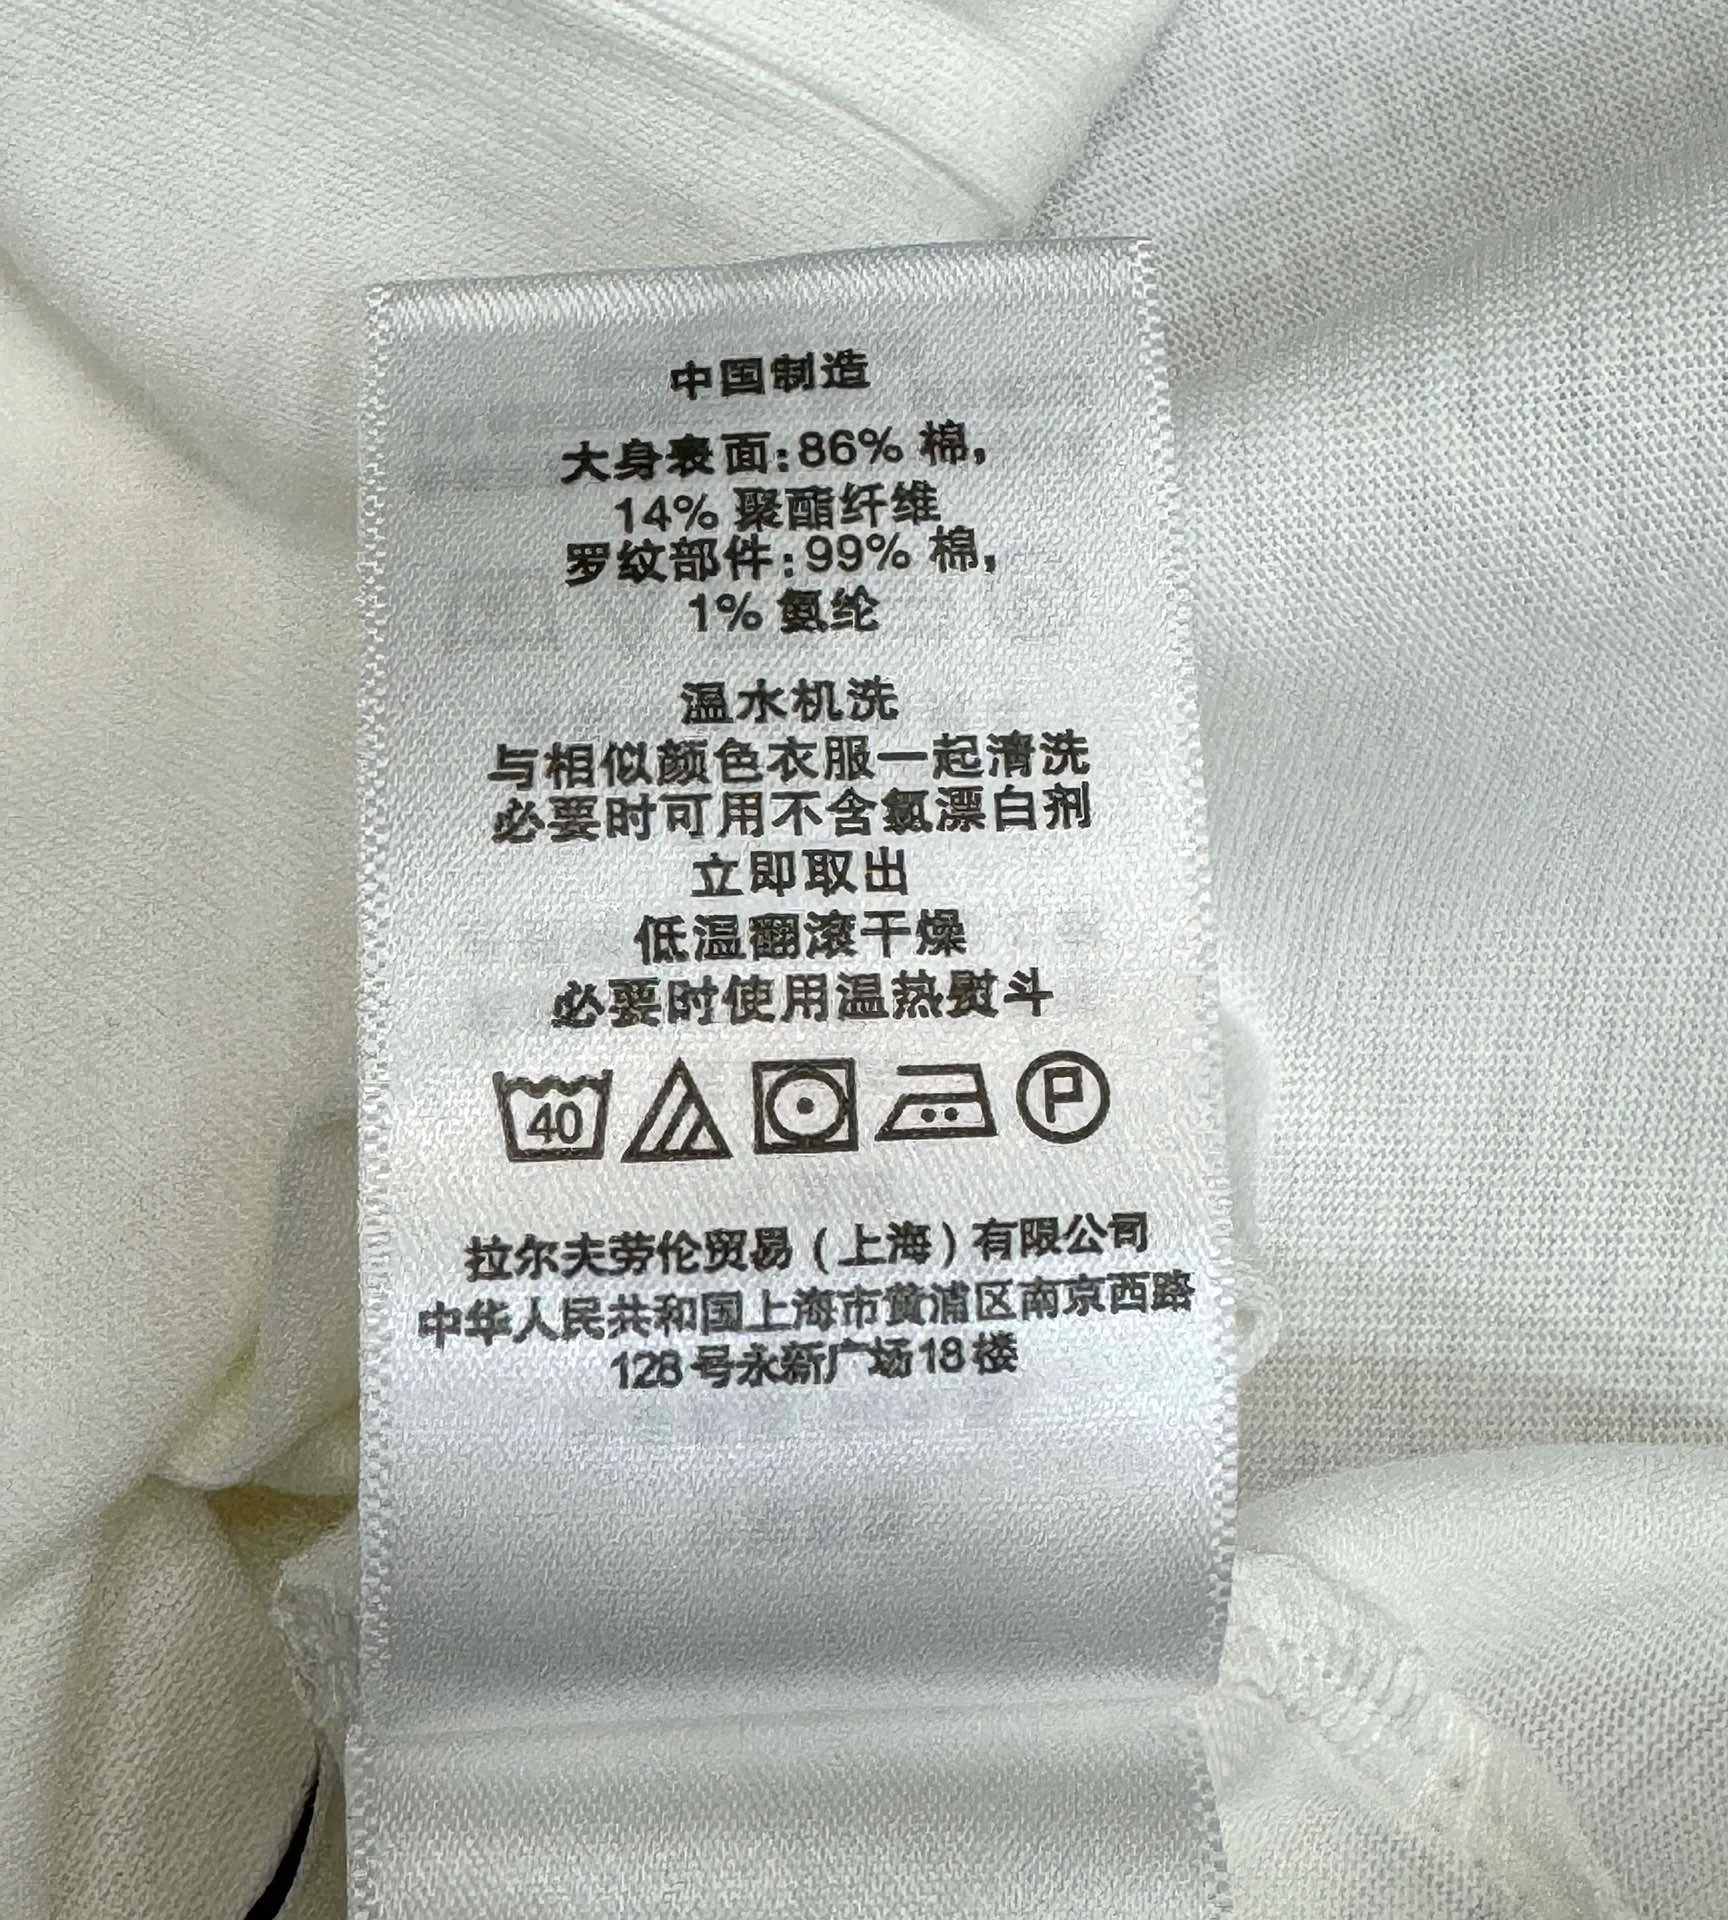 中国制造
大身表面:86% 棉,
14% 聚酯纤维
罗纹部件:99% 棉,
1% 氨纶
温水机洗
与相似颜色衣服一起清洗
必要时可用不含氯漂白剂
立即取出
低温翻滚干燥
必要时使用温热熨斗
40 P
拉尔夫劳伦贸易(上海)有限公司
中华人民共和国上海市黄浦区南京西路
128号永新广场18楼